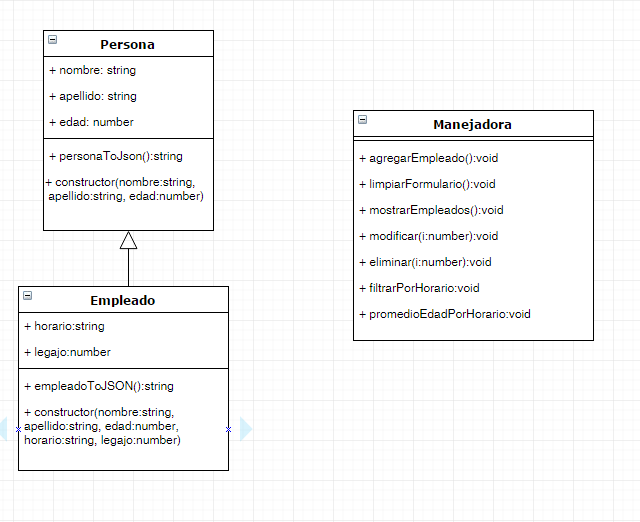 Persona
+ nombre: string
+ apellido: string
+ edad: number
+ personaToJson():string
+ constructor(nombre:string,
apellido:string, edad:number)
Empleado
+ horario:string
+ legajo:number
+ empleadoToJSON():string
+ constructor(nombre:string,
apellido:string, edad:number,
horario:string, legajo:number)
Manejadora
+ agregarEmpleado():void
+ limpiarFormulario():void
+ mostrarEmpleados():void
+ modificar(i:number):void
+ eliminar(i:number):void
+ filtrarPorHorario:void
+ promedioEdadPorHorario:void